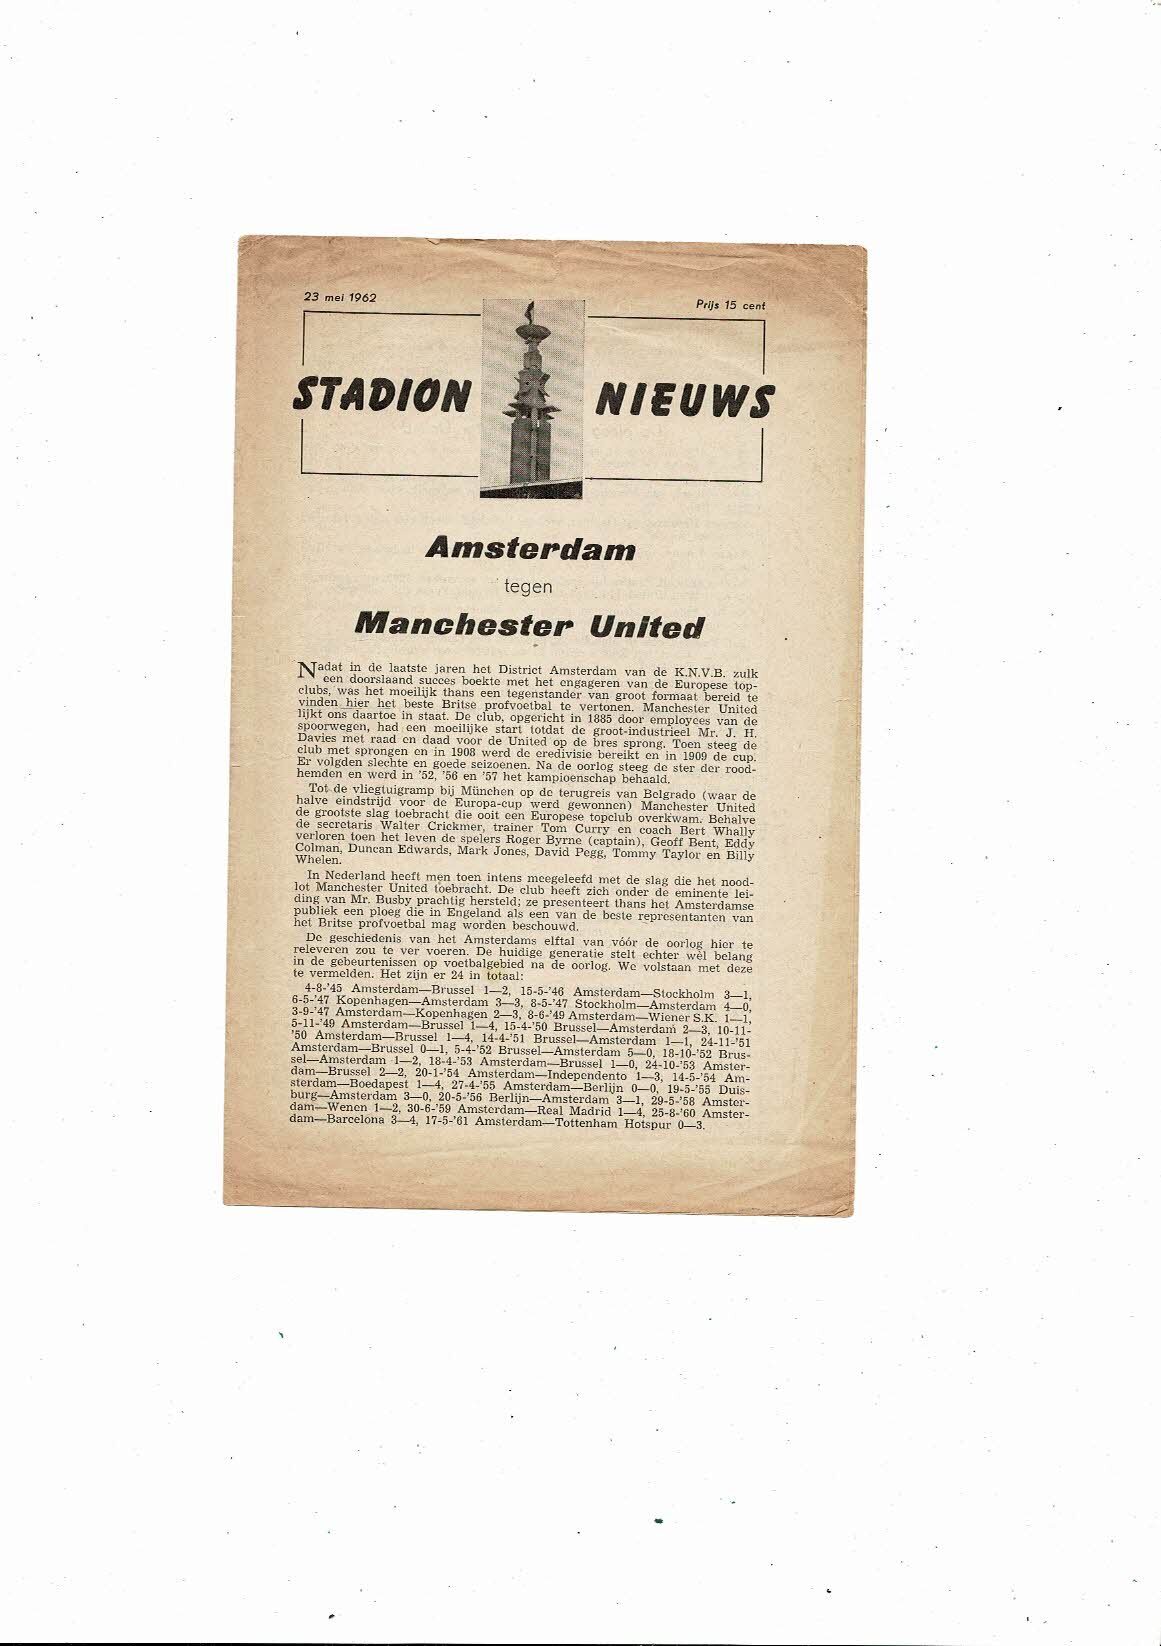 23 mei 1962
Prijs 15 cent
STADION NIEUWS
Amsterdam
tegen
Manchester United
Nadat in de laatste jaren het District Amsterdam van de K.N.V.B. zulk
een doorslaand succes boekte met het engageren van de Europese top-
clubs, was het moeilijk thans een tegenstander van groot formaat bereid te
vinden hier het beste Britse profvoetbal te vertonen. Manchester United
lijkt ons daartoe in staat. De club, opgericht in 1885 door employees van de
spoorwegen, had een moeilijke start totdat de groot-industrieel Mr. J. H.
Davies met raad en daad voor de United op de bres sprong. Toen steeg de
club met sprongen en in 1908 werd de eredivisie bereikt en in 1909 de cup.
Er volgden slechte en goede seizoenen. Na de oorlog steeg de ster der rood-
hemden en werd in '52, '56 en '57 het kampioenschap behaald.
Tot de vliegtuigramp bij München op de terugreis van Belgrado (waar de
halve eindstrijd voor de Europa-cup werd gewonnen) Manchester United
de grootste slag toebracht die ooit een Europese topclub overkwam. Behalve
de secretaris Walter Crickmer, trainer Tom Curry en coach Bert Whally
verloren toen het leven de spelers Roger Byrne (captain), Geoff Bent, Eddy
Colman, Duncan Edwards, Mark Jones, David Pegg, Tommy Taylor en Billy
Whelen.
In Nederland heeft men toen intens meegeleefd met de slag die het nood-
lot Manchester United toebracht. De club heeft zich onder de eminente lei-
ding van Mr. Busby prachtig hersteld; ze presenteert thans het Amsterdamse
publiek een ploeg die in Engeland als een van de beste representanten van
het Britse profvoetbal mag worden beschouwd.
De geschiedenis van het Amsterdams elftal van vóór de oorlog hier te
releveren zou te ver voeren. De huidige generatie stelt echter wèl belang
in de gebeurtenissen op voetbalgebied na de oorlog. We volstaan met deze
te vermelden. Het zijn er 24 in totaal:
4-8-'45 Amsterdam—Brussel 1—2, 15-5-'46 Amsterdam—Stockholm 3—1,
6-5-'47 Kopenhagen—Amsterdam 3—3, 8-5-'47 Stockholm—Amsterdam 4—0,
3-9-'47 Amsterdam—Kopenhagen 2—3, 8-6-'49 Amsterdam—Wiener S.K. 1—1,
5-11-'49 Amsterdam—Brussel 1—4, 15-4-'50 Brussel—Amsterdam 2—3, 10-11-
'50 Amsterdam—Brussel 1—4, 14-4-'51 Brussel—Amsterdam 1—1, 24-11-'51
Amsterdam—Brussel 0—1, 5-4-'52 Brussel—Amsterdam 5—0, 18-10-'52 Brus-
sel—Amsterdam 1—2, 18-4-'53 Amsterdam—Brussel 1—0, 24-10-'53 Amster-
dam—Brussel 2—2, 20-1-'54 Amsterdam—Independento 1—3, 14-5-'54 Am-
sterdam—Boedapest 1—4, 27-4-'55 Amsterdam—Berlijn 0—0, 19-5-'55 Duis-
burg—Amsterdam 3—0, 20-5-'56 Berlijn—Amsterdam 3—1, 29-5-'58 Amster-
dam—Wenen 1—2, 30-6-'59 Amsterdam—Real Madrid 1—4, 25-8-'60 Amster-
dam—Barcelona 3—4, 17-5-'61 Amsterdam—Tottenham Hotspur 0—3.